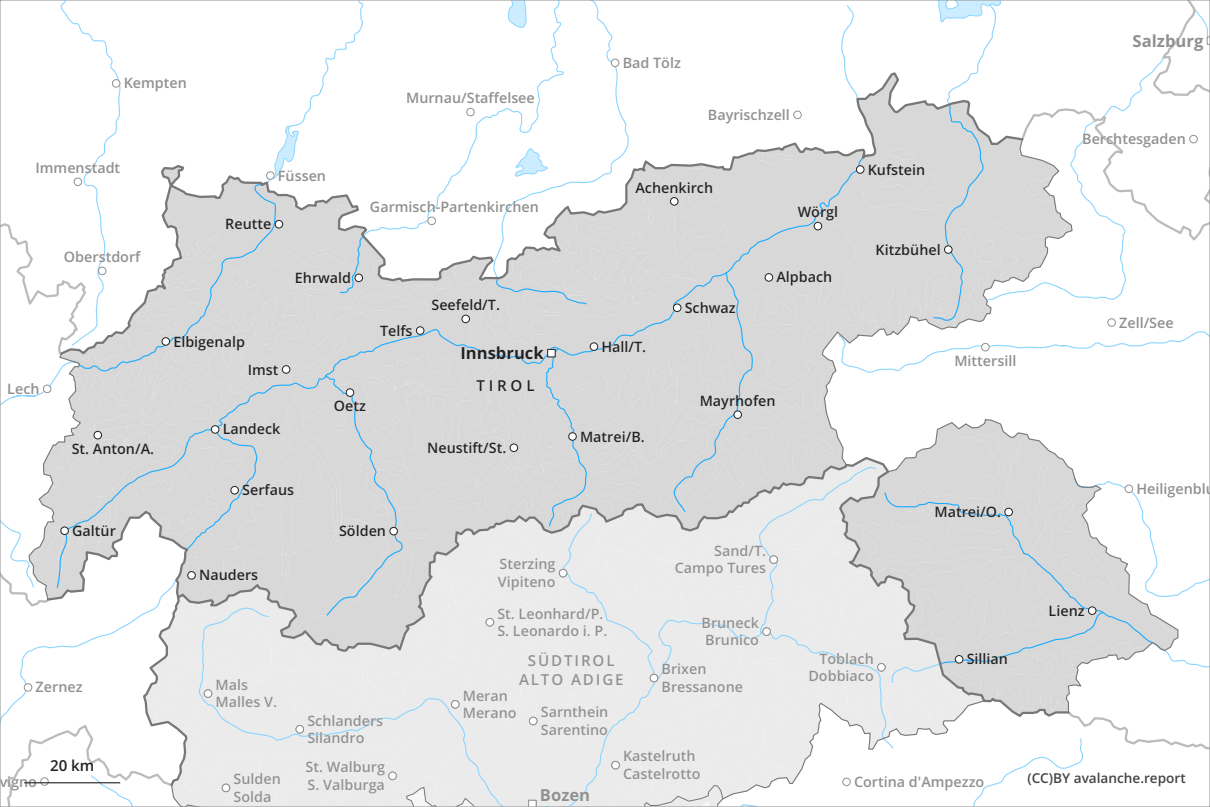 Salzburg
Bad Tölz
Kempten
Murnau/Staffelsee
Bayrischzell
Berchtesgaden
Immenstadt
Füssen
Kufstein
Achenkirch
Garmisch-Partenkirchen
Wörgl
Reutte
Kitzbühel
Oberstdorf
Ehrwald
Alpbach
Seefeld/T.
Schwaz
Zell/See
Telfs
Elbigenalp
Innsbruck
Hall/T.
Mittersill
Imst
TIROL
Lech
Oetz
Mayrhofen
Landeck
Matrei/B.
St. Anton/A.
Neustift/St.
Serfaus
Heiligenblu
Matrei/O.
Galtür
Sölden
Sand/T.
Campo Tures
Sterzing
Vipiteno
Nauders
Lienz
St. Leonhard/P.
S. Leonardo i. P.
Bruneck
Brunico
SÜDTIROL
ALTO ADIGE
Toblach
Dobbiaco
Sillian
Brixen
Bressanone
Zernez
Mals
Malles V.
Meran
Merano
Sarnthein
Sarentino
Schlanders
Silandro
Kastelruth
Castelrotto
20 km
St. Walburg
S. Valburga
vigno
Sulden
Solda
Cortina d'Ampezzo
(CC)BY avalanche.report
Bozen